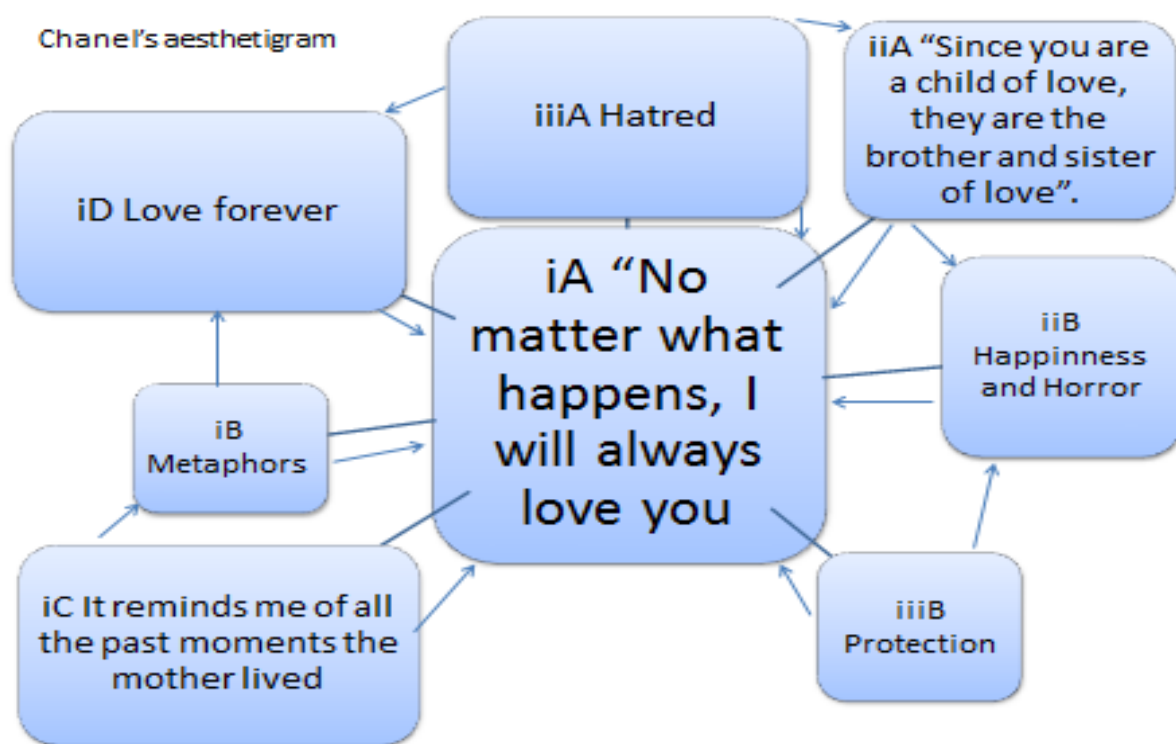 Chanel's aesthetigram
iiiA Hatred
iiA “Since you are
a child of love,
they are the
brother and sister
of love”.
iD Love forever
iA “No
matter what
happens, I
will always
love you
iiB
Happinness
and Horror
iB
Metaphors
iC It reminds me of all
the past moments the
mother lived
iiiB
Protection